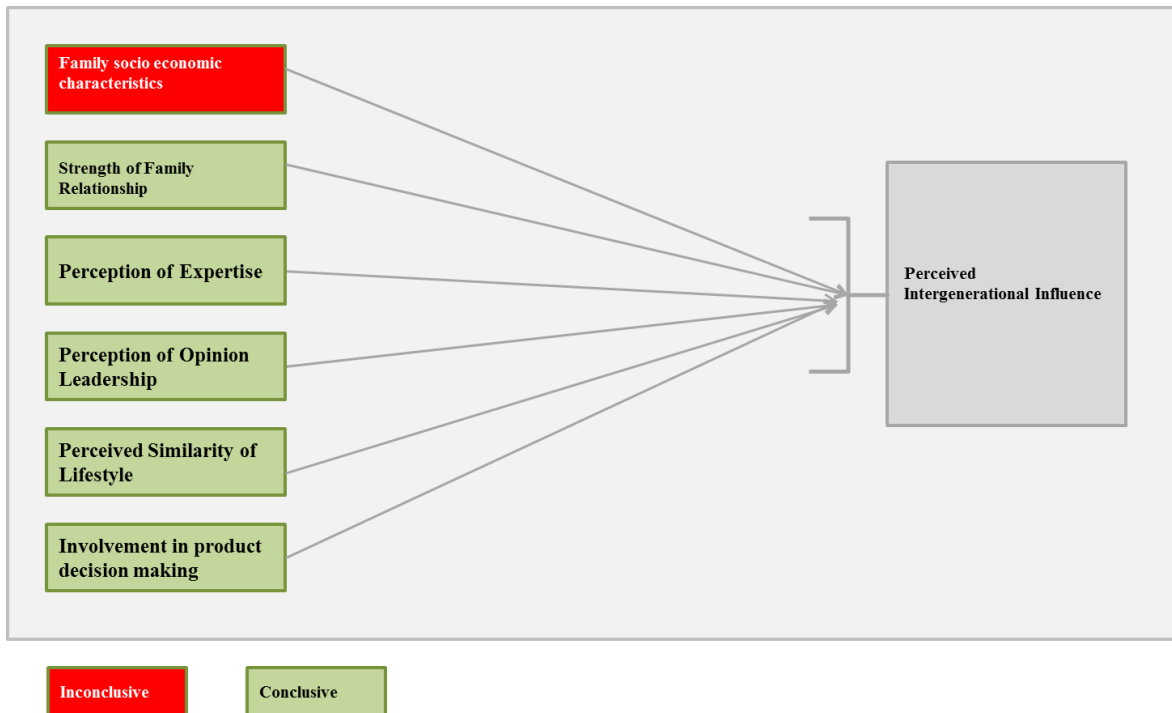 Family socio economic
characteristics
Strength of Family
Relationship
Perception of Expertise
Perception of Opinion
Leadership
Perceived Similarity of
Lifestyle
Involvement in product
decision making
Perceived
Intergenerational Influence
Inconclusive
Conclusive